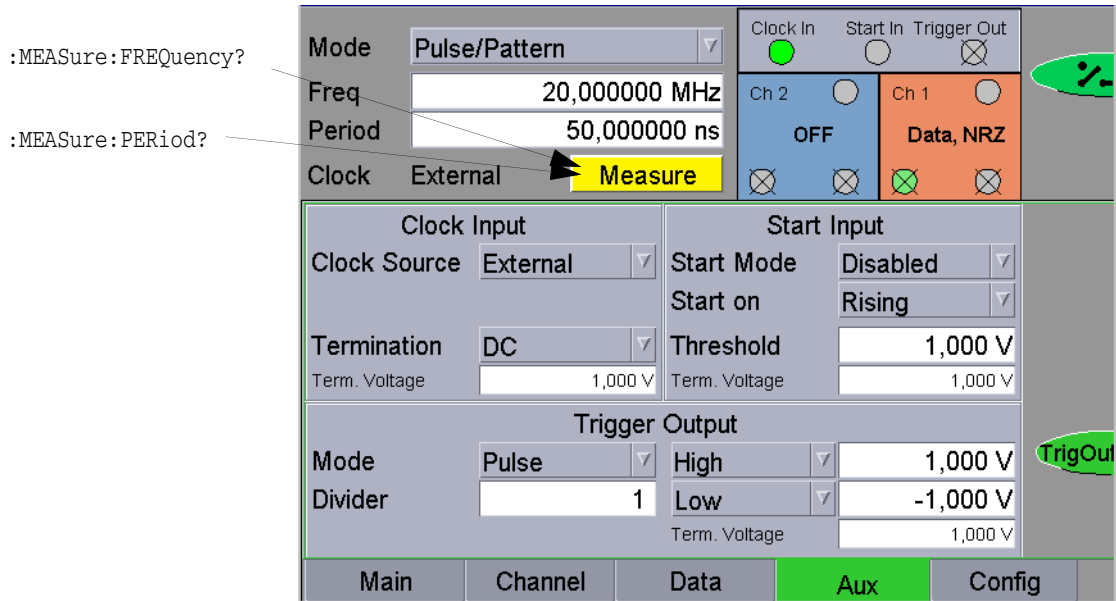 :MEASure:FREQuency?
:MEASure:PERiod?
Mode Pulse/Pattern
Freq 20,000000 MHz
Period 50,000000 ns
Clock External Measure
Clock In Start In Trigger Out
Ch 2 Ch 1
OFF Data, NRZ
Clock Input
Clock Source External
Termination DC
Term. Voltage 1,000 V
Start Input
Start Mode Disabled
Start on Rising
Threshold 1,000 V
Term. Voltage 1,000 V
Trigger Output
Mode Pulse High 1,000 V
Divider 1 Low -1,000 V
Term. Voltage 1,000 V
TrigOut
Main Channel Data Aux Config